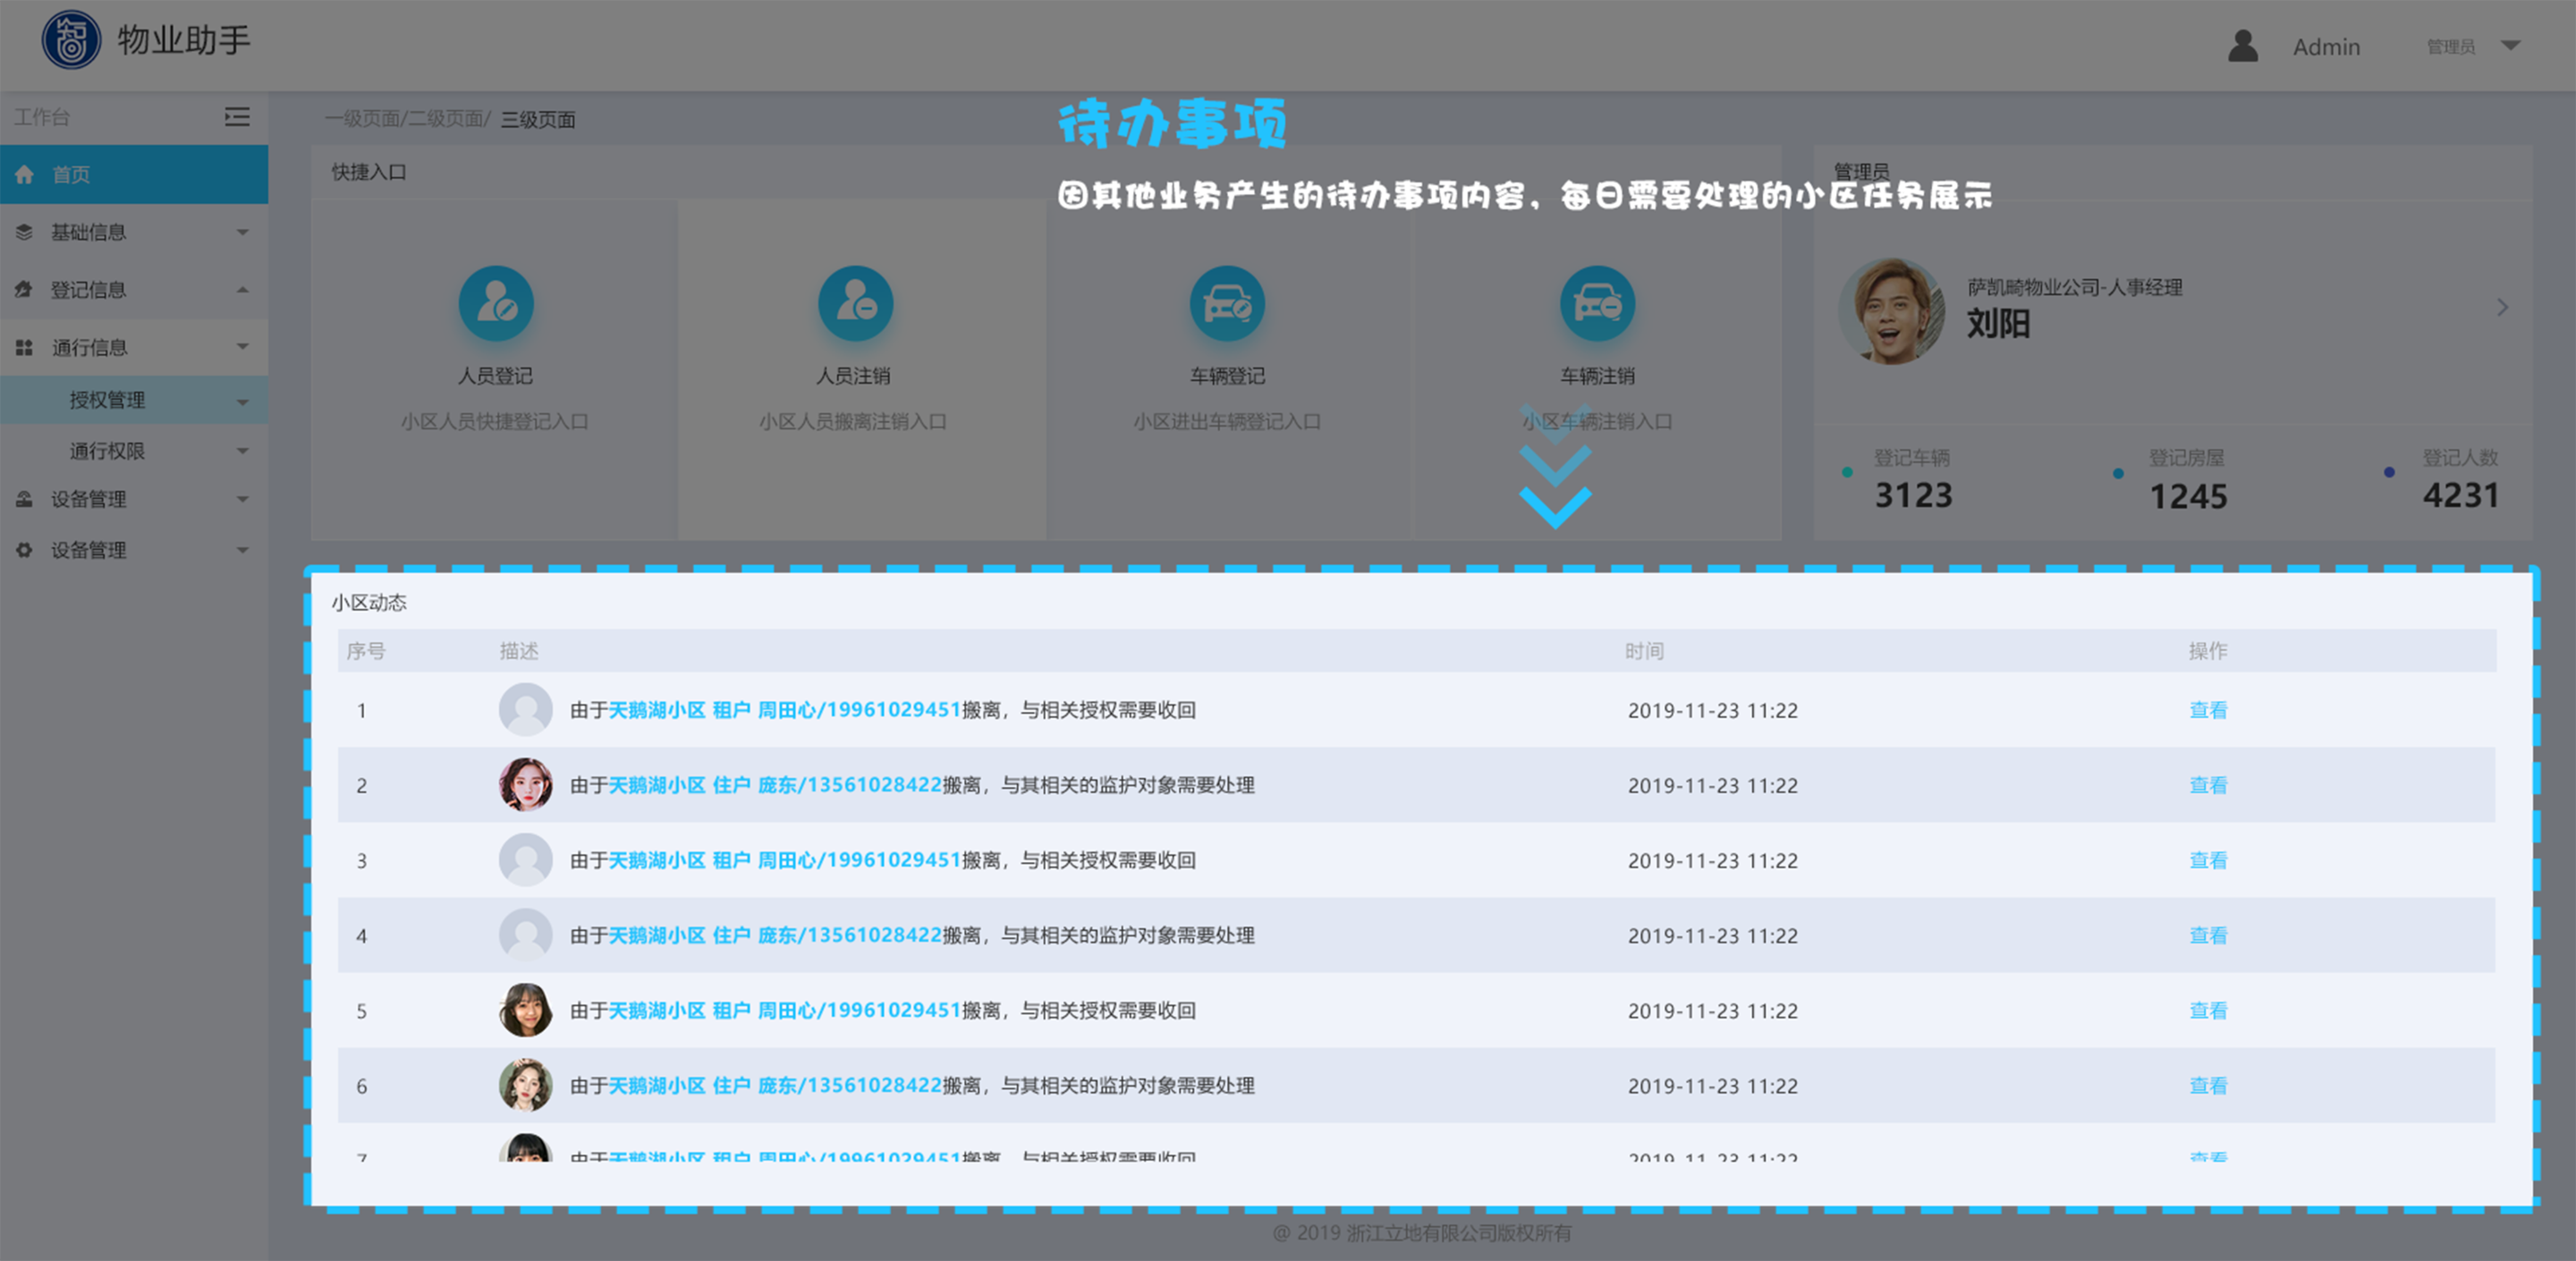 物业助手
Admin
管理员
工作台
一级页面/二级页面/ 三级页面
待办事项
因其他业务产生的待办事项内容，每日需要处理的小区任务展示
首页
基础信息
登记信息
通行信息
授权管理
通行权限
设备管理
设备管理
快捷入口
人员登记
小区人员快捷登记入口
人员注销
小区人员搬离注销入口
车辆登记
小区进出车辆登记入口
车辆注销
小区车辆注销入口
管理员
萨凯畸物业公司-人事经理
刘阳
登记车辆
3123
登记房屋
1245
登记人数
4231
小区动态
序号 描述 时间 操作
1 由于天鹅湖小区 租户 周田心/19961029451搬离，与相关授权需要收回 2019-11-23 11:22 查看
2 由于天鹅湖小区 住户 庞东/13561028422搬离，与其相关的监护对象需要处理 2019-11-23 11:22 查看
3 由于天鹅湖小区 租户 周田心/19961029451搬离，与相关授权需要收回 2019-11-23 11:22 查看
4 由于天鹅湖小区 住户 庞东/13561028422搬离，与其相关的监护对象需要处理 2019-11-23 11:22 查看
5 由于天鹅湖小区 租户 周田心/19961029451搬离，与相关授权需要收回 2019-11-23 11:22 查看
6 由于天鹅湖小区 住户 庞东/13561028422搬离，与其相关的监护对象需要处理 2019-11-23 11:22 查看
7 由于天鹅湖小区 租户 周田心/19961029451搬离，与相关授权需要收回 2019-11-23 11:22 查看
@ 2019 浙江立地有限公司版权所有